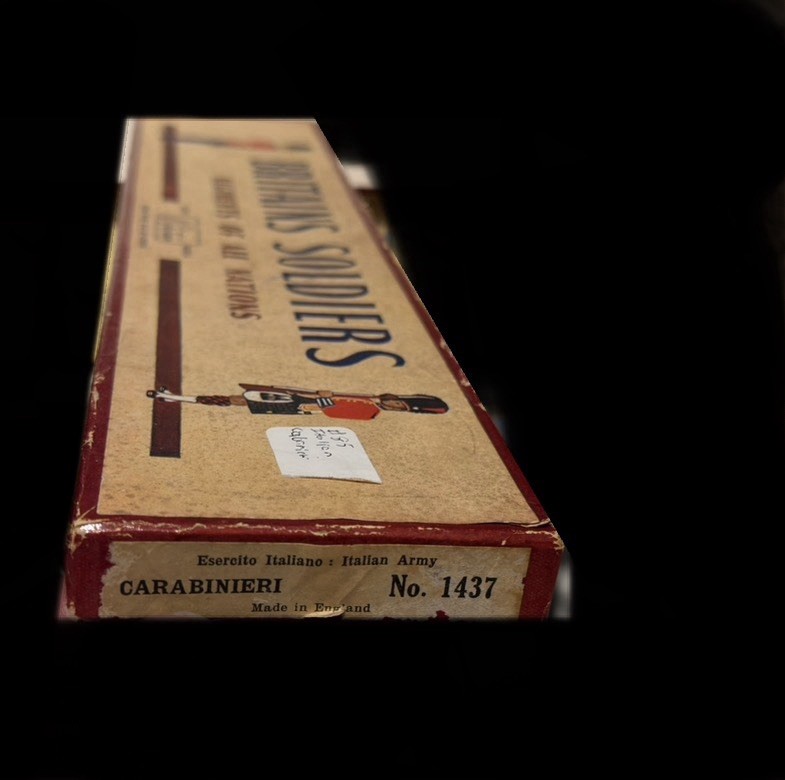 BRITAINS SOLDIERS
REGIMENTS OF ALL NATIONS
Esercito Italiano : Italian Army
CARABINIERI No. 1437
Made in England